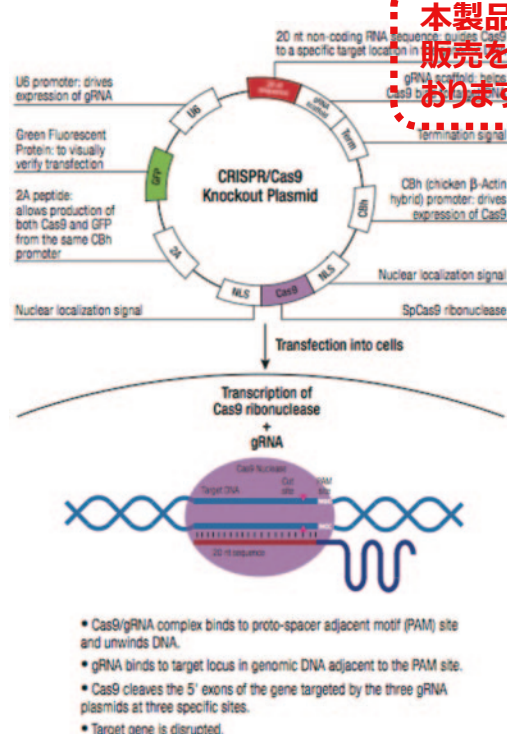 本製品
販売を
おります
20 nt non-coding RNA sequence: guides Cas9
to a specific target location in
gRNA scaffold: helps
Cas9
U6 promoter: drives
expression of gRNA
Termination signal
Green Fluorescent
Protein: to visually
verify transfection
CBh (chicken β-Actin
hybrid) promoter: drives
expression of Cas9
2A peptide:
allows production of
both Cas9 and GFP
from the same CBh
promoter
Nuclear localization signal
Nuclear localization signal
SpCas9 ribonuclease
20 nt
sequence
gRNA
scaffold
Term
CBh
NLS
Cas9
NLS
2A
GFP
U6
CRISPR/Cas9
Knockout Plasmid
Transfection into cells
Transcription of
Cas9 ribonuclease
+
gRNA
Cas9 Nuclease
Target DNA
Cut
site
PAM
site
20 nt sequence
• Cas9/gRNA complex binds to proto-spacer adjacent motif (PAM) site
and unwinds DNA.
• gRNA binds to target locus in genomic DNA adjacent to the PAM site.
• Cas9 cleaves the 5' exons of the gene targeted by the three gRNA
plasmids at three specific sites.
• Target gene is disrupted.